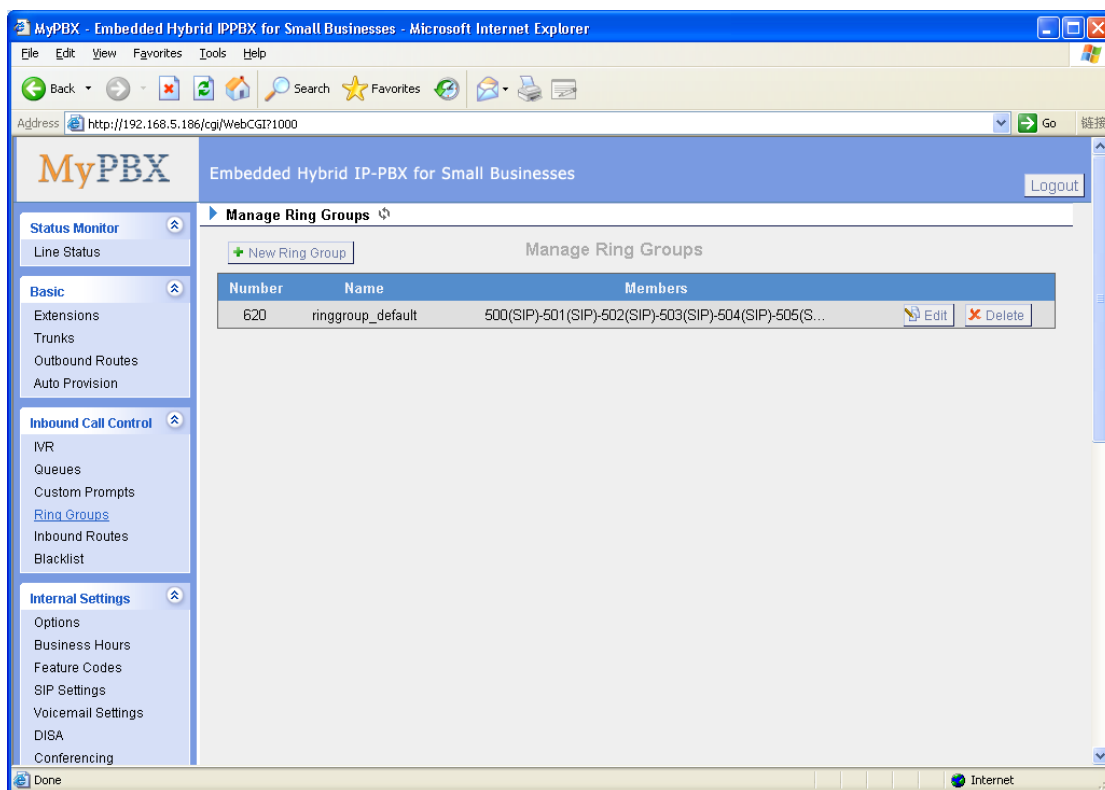 MyPBX - Embedded Hybrid IPPBX for Small Businesses - Microsoft Internet Explorer
File Edit View Favorites Tools Help
Back Search Favorites
Address http://192.168.5.186/cgi/WebCGI?1000 Go 链接
MyPBX Embedded Hybrid IP-PBX for Small Businesses
Logout
Manage Ring Groups
New Ring Group Manage Ring Groups
Number Name Members
620 ringgroup_default 500(SIP)-501(SIP)-502(SIP)-503(SIP)-504(SIP)-505(S... Edit Delete
Status Monitor
Line Status
Basic
Extensions
Trunks
Outbound Routes
Auto Provision
Inbound Call Control
IVR
Queues
Custom Prompts
Ring Groups
Inbound Routes
Blacklist
Internal Settings
Options
Business Hours
Feature Codes
SIP Settings
Voicemail Settings
DISA
Conferencing
Done Internet